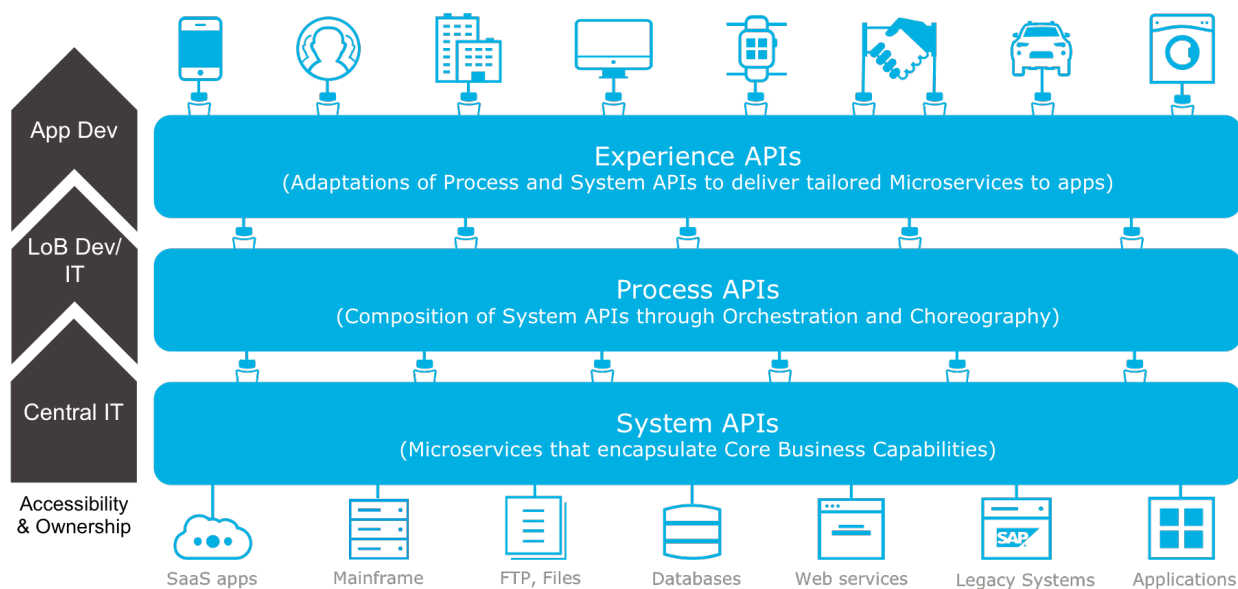 App Dev
Experience APIs
(Adaptations of Process and System APIs to deliver tailored Microservices to apps)
LoB Dev/
IT
Process APIs
(Composition of System APIs through Orchestration and Choreography)
Central IT
System APIs
(Microservices that encapsulate Core Business Capabilities)
Accessibility
& Ownership
SAP
SaaS apps
Mainframe
FTP, Files
Databases
Web services
Legacy Systems
Applications